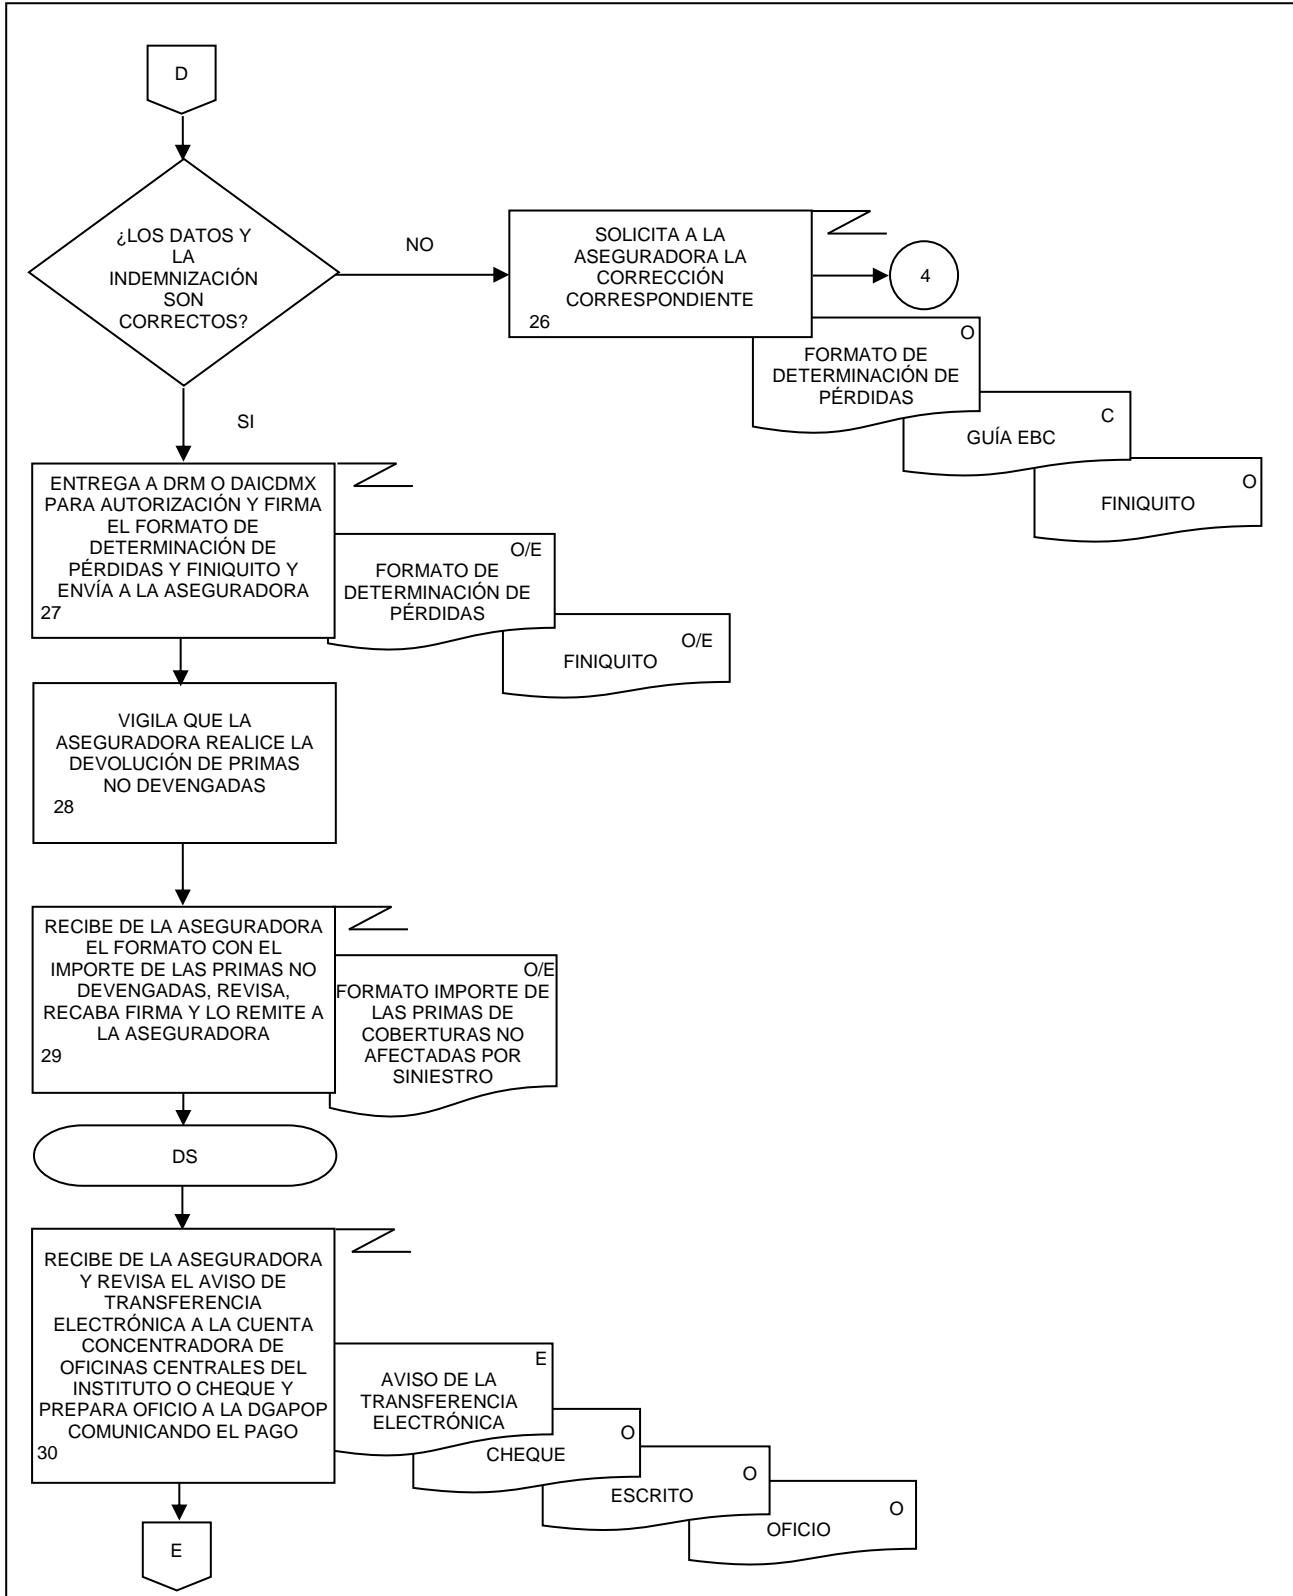 D
¿LOS DATOS Y
LA
INDEMNIZACIÓN
SON
CORRECTOS?
NO
SOLICITA A LA
ASEGURADORA LA
CORRECCIÓN
CORRESPONDIENTE
26
4
O
FORMATO DE
DETERMINACIÓN DE
PÉRDIDAS
C
GUÍA EBC
O
FINIQUITO
SI
ENTREGA A DRM O DAICDMX
PARA AUTORIZACIÓN Y FIRMA
EL FORMATO DE
DETERMINACIÓN DE
PÉRDIDAS Y FINIQUITO Y
ENVÍA A LA ASEGURADORA
27
O/E
FORMATO DE
DETERMINACIÓN DE
PÉRDIDAS
O/E
FINIQUITO
VIGILA QUE LA
ASEGURADORA REALICE LA
DEVOLUCIÓN DE PRIMAS
NO DEVENGADAS
28
RECIBE DE LA ASEGURADORA
EL FORMATO CON EL
IMPORTE DE LAS PRIMAS NO
DEVENGADAS, REVISA,
RECABA FIRMA Y LO REMITE A
LA ASEGURADORA
29
O/E
FORMATO IMPORTE DE
LAS PRIMAS DE
COBERTURAS NO
AFECTADAS POR
SINIESTRO
DS
RECIBE DE LA ASEGURADORA
Y REVISA EL AVISO DE
TRANSFERENCIA
ELECTRÓNICA A LA CUENTA
CONCENTRADORA DE
OFICINAS CENTRALES DEL
INSTITUTO O CHEQUE Y
PREPARA OFICIO A LA DGAPOP
COMUNICANDO EL PAGO
30
E
AVISO DE LA
TRANSFERENCIA
ELECTRÓNICA
O
CHEQUE
O
ESCRITO
O
OFICIO
E